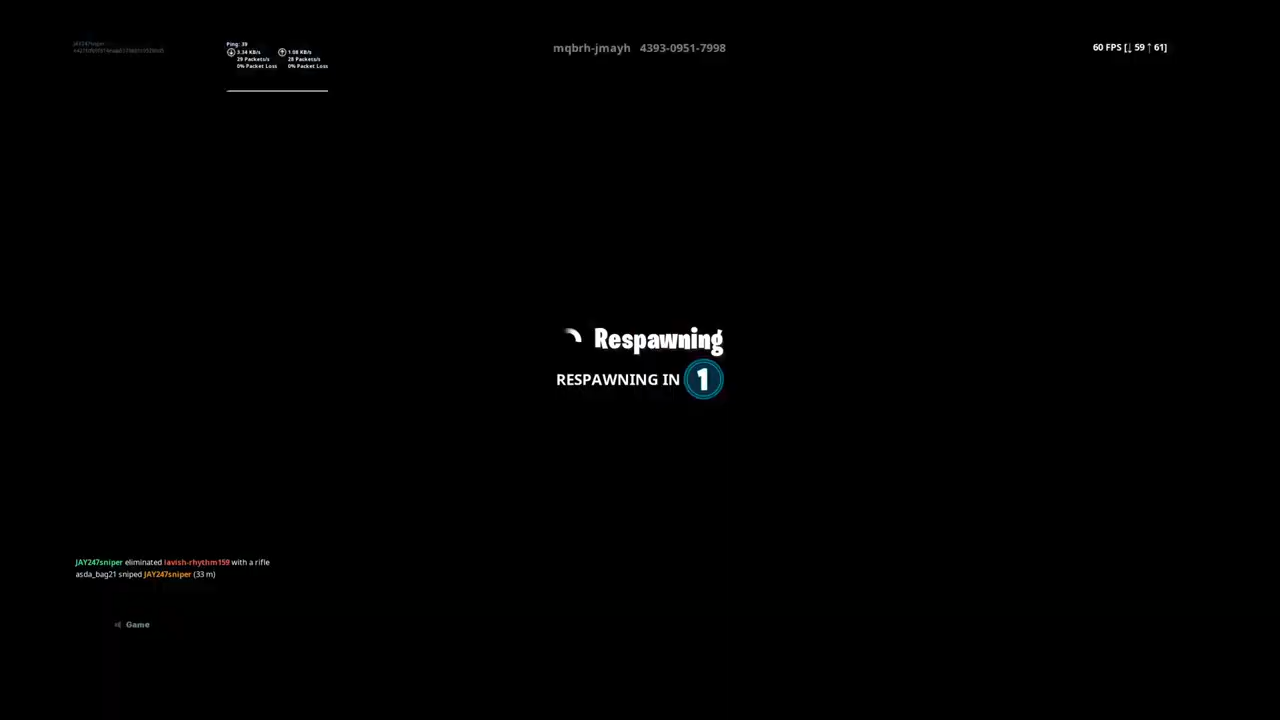 JAY247sniper
Ping: 39
3.34 KB/s 1.08 KB/s
29 Packets/s 28 Packets/s
0% Packet Loss 0% Packet Loss
mqbrh-jmayh 4393-0951-7998
60 FPS [↓ 59 ↑ 61]
Respawning
RESPAWNING IN 1
JAY247sniper eliminated lavish-rhythm159 with a rifle
asda_bag21 sniped JAY247sniper (33 m)
Game